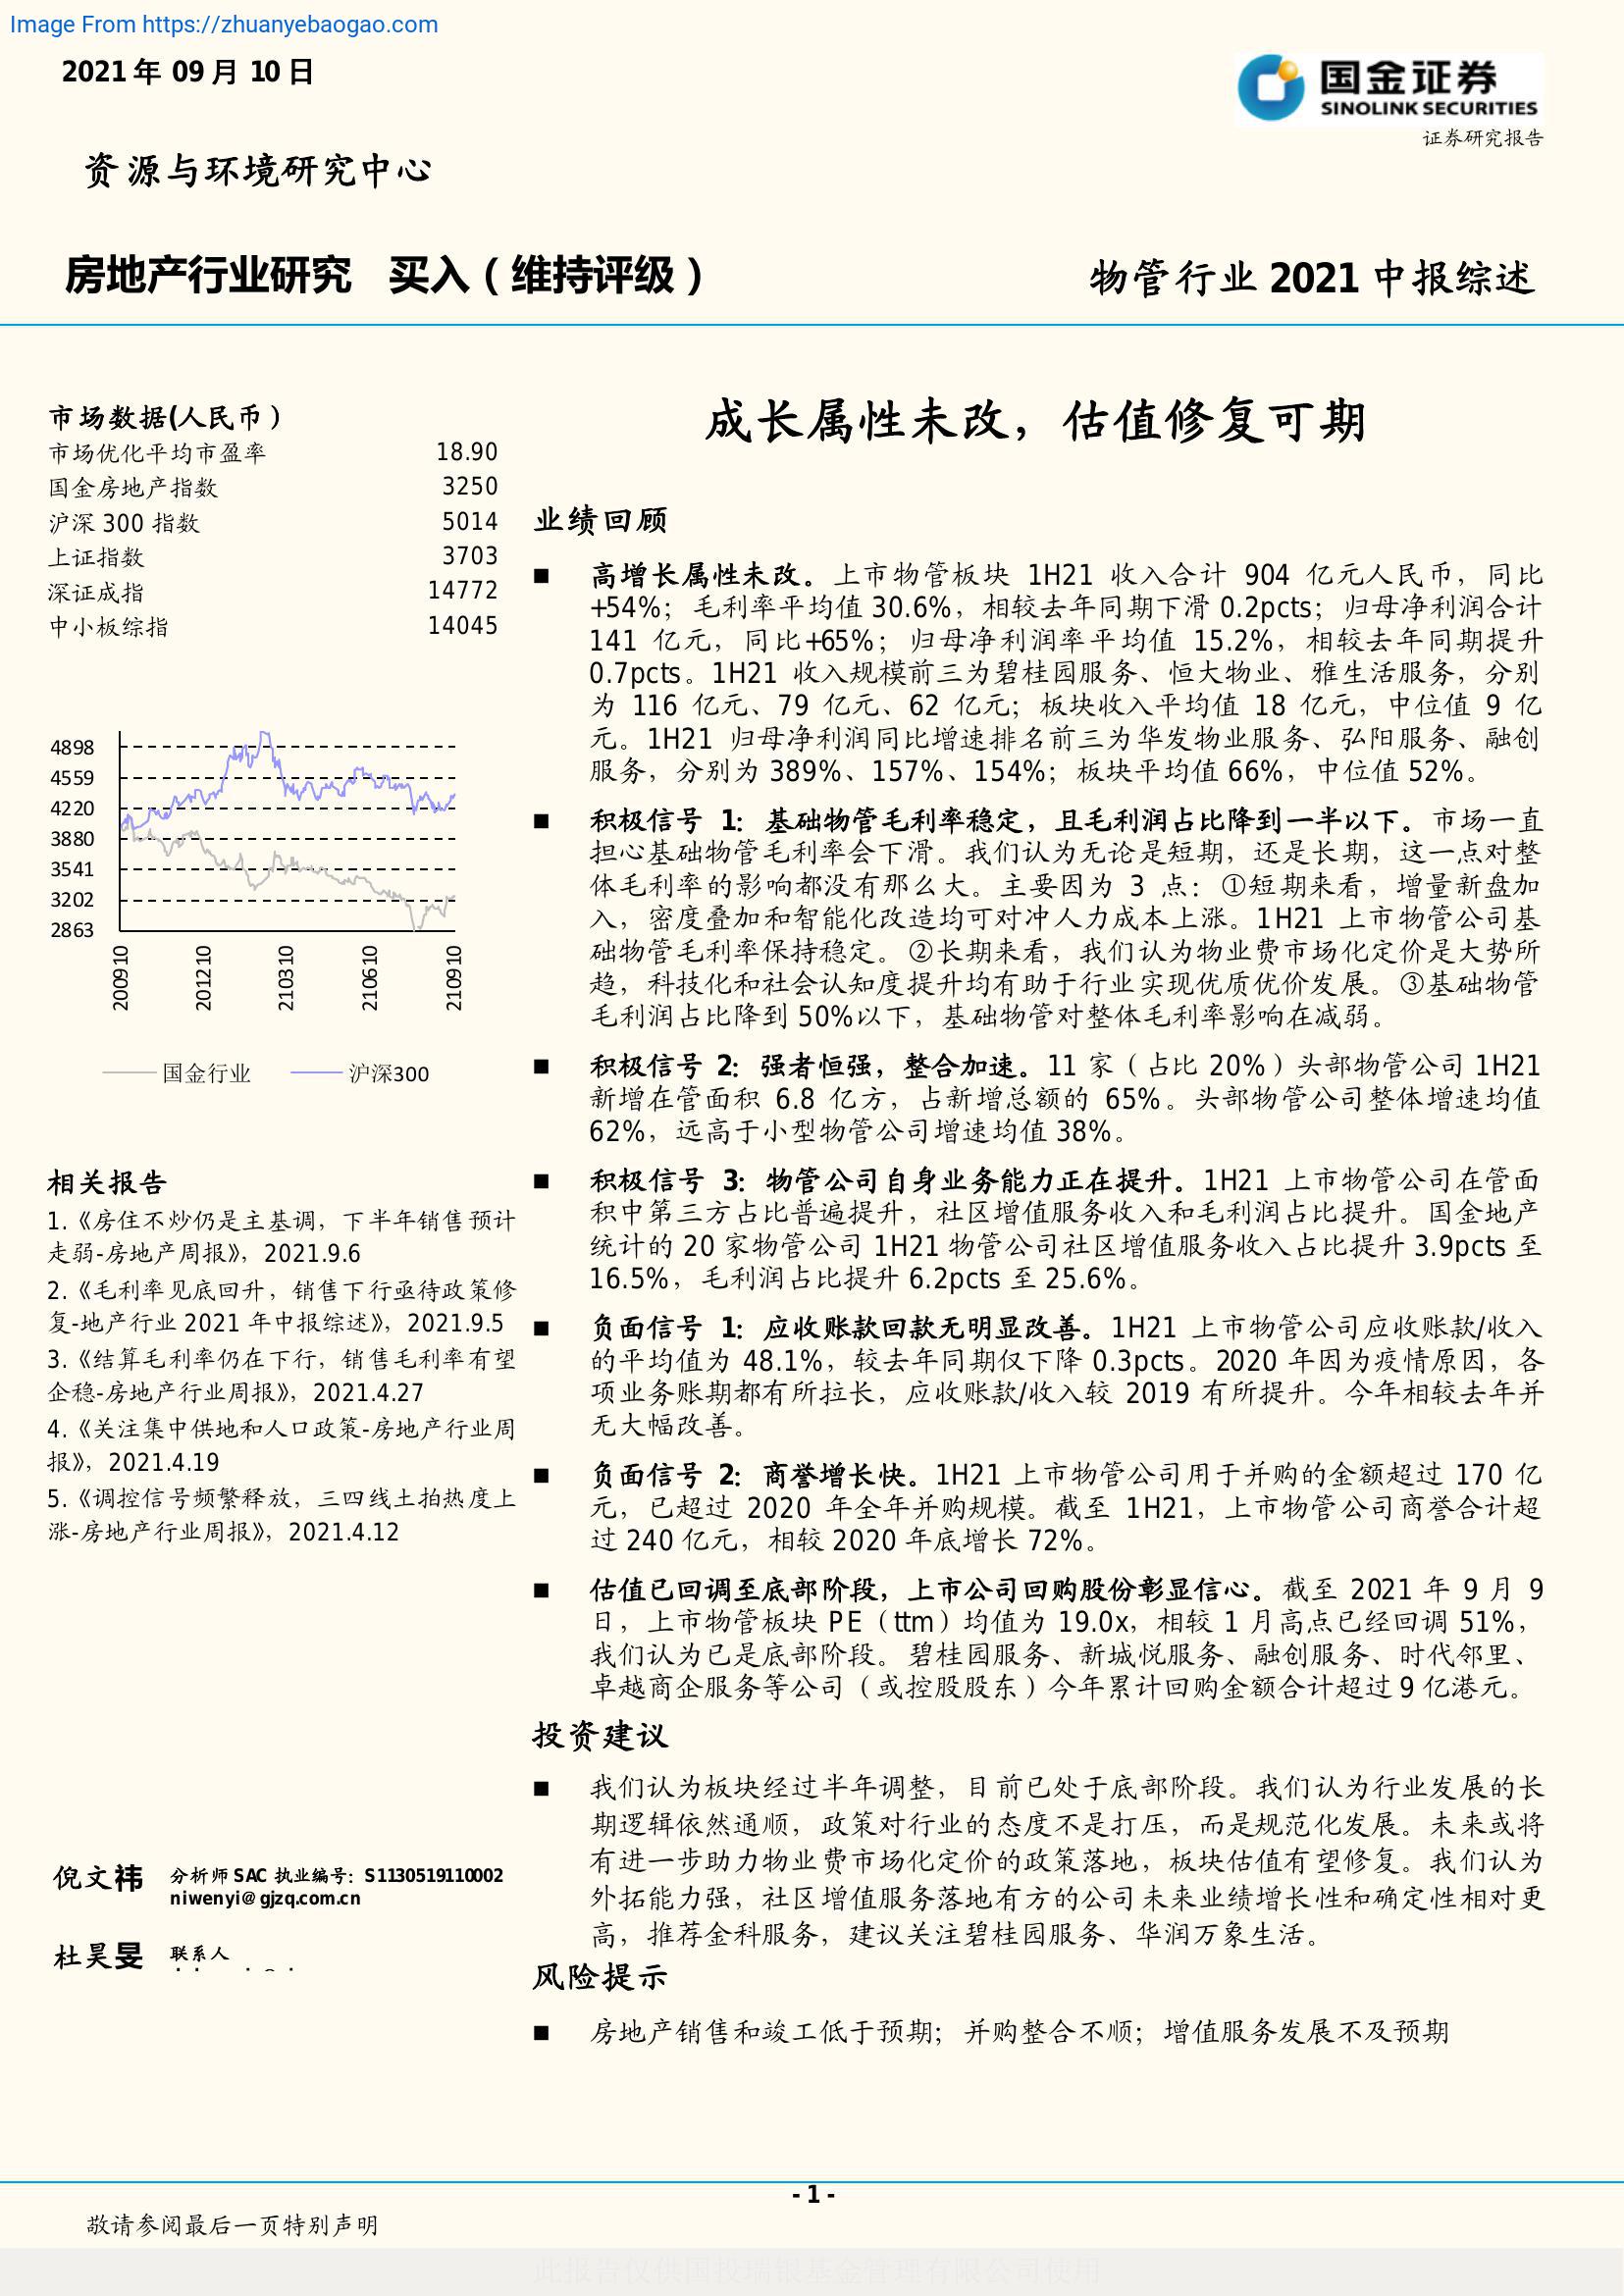 Image From https://zhuanyebaogao.com
2021 年 09 月 10 日
国金证券
SINOLINK SECURITIES
证券研究报告
资源与环境研究中心
房地产行业研究 买入(维持评级)
物管行业 2021 中报综述
市场数据(人民币)
市场优化平均市盈率 18.90
国金房地产指数 3250
沪深 300 指数 5014
上证指数 3703
深证成指 14772
中小板综指 14045
4898
4559
4220
3880
3541
3202
2863
200910
201210
210310
210610
210910
国金行业 沪深300
相关报告
1.《房住不炒仍是主基调,下半年销售预计
走弱-房地产周报》,2021.9.6
2.《毛利率见底回升,销售下行亟待政策修
复-地产行业 2021 年中报综述》,2021.9.5
3.《结算毛利率仍在下行,销售毛利率有望
企稳-房地产行业周报》,2021.4.27
4.《关注集中供地和人口政策-房地产行业周
报》,2021.4.19
5.《调控信号频繁释放,三四线土拍热度上
涨-房地产行业周报》,2021.4.12
倪文祎 分析师 SAC 执业编号:S1130519110002
niwenyi@gjzq.com.cn
杜昊旻 联系人
成长属性未改,估值修复可期
业绩回顾
■ 高增长属性未改。上市物管板块 1H21 收入合计 904 亿元人民币,同比
+54%;毛利率平均值 30.6%,相较去年同期下滑 0.2pcts;归母净利润合计
141 亿元,同比+65%;归母净利润率平均值 15.2%,相较去年同期提升
0.7pcts。1H21 收入规模前三为碧桂园服务、恒大物业、雅生活服务,分别
为 116 亿元、79 亿元、62 亿元;板块收入平均值 18 亿元,中位值 9 亿
元。1H21 归母净利润同比增速排名前三为华发物业服务、弘阳服务、融创
服务,分别为 389%、157%、154%;板块平均值 66%,中位值 52%。
■ 积极信号 1:基础物管毛利率稳定,且毛利润占比降到一半以下。市场一直
担心基础物管毛利率会下滑。我们认为无论是短期,还是长期,这一点对整
体毛利率的影响都没有那么大。主要因为 3 点:①短期来看,增量新盘加
入,密度叠加和智能化改造均可对冲人力成本上涨。1H21 上市物管公司基
础物管毛利率保持稳定。②长期来看,我们认为物业费市场化定价是大势所
趋,科技化和社会认知度提升均有助于行业实现优质优价发展。③基础物管
毛利润占比降到 50%以下,基础物管对整体毛利率影响在减弱。
■ 积极信号 2:强者恒强,整合加速。11 家(占比 20%)头部物管公司 1H21
新增在管面积 6.8 亿方,占新增总额的 65%。头部物管公司整体增速均值
62%,远高于小型物管公司增速均值 38%。
■ 积极信号 3:物管公司自身业务能力正在提升。1H21 上市物管公司在管面
积中第三方占比普遍提升,社区增值服务收入和毛利润占比提升。国金地产
统计的 20 家物管公司 1H21 物管公司社区增值服务收入占比提升 3.9pcts 至
16.5%,毛利润占比提升 6.2pcts 至 25.6%。
■ 负面信号 1:应收账款回款无明显改善。1H21 上市物管公司应收账款/收入
的平均值为 48.1%,较去年同期仅下降 0.3pcts。2020 年因为疫情原因,各
项业务账期都有所拉长,应收账款/收入较 2019 有所提升。今年相较去年并
无大幅改善。
■ 负面信号 2:商誉增长快。1H21 上市物管公司用于并购的金额超过 170 亿
元,已超过 2020 年全年并购规模。截至 1H21,上市物管公司商誉合计超
过 240 亿元,相较 2020 年底增长 72%。
■ 估值已回调至底部阶段,上市公司回购股份彰显信心。截至 2021 年 9 月 9
日,上市物管板块 PE(ttm)均值为 19.0x,相较 1 月高点已经回调 51%,
我们认为已是底部阶段。碧桂园服务、新城悦服务、融创服务、时代邻里、
卓越商企服务等公司(或控股股东)今年累计回购金额合计超过 9 亿港元。
投资建议
■ 我们认为板块经过半年调整,目前已处于底部阶段。我们认为行业发展的长
期逻辑依然通顺,政策对行业的态度不是打压,而是规范化发展。未来或将
有进一步助力物业费市场化定价的政策落地,板块估值有望修复。我们认为
外拓能力强,社区增值服务落地有方的公司未来业绩增长性和确定性相对更
高,推荐金科服务,建议关注碧桂园服务、华润万象生活。
风险提示
■ 房地产销售和竣工低于预期;并购整合不顺;增值服务发展不及预期
- 1 -
敬请参阅最后一页特别声明
此报告仅供国投瑞银基金管理有限公司使用